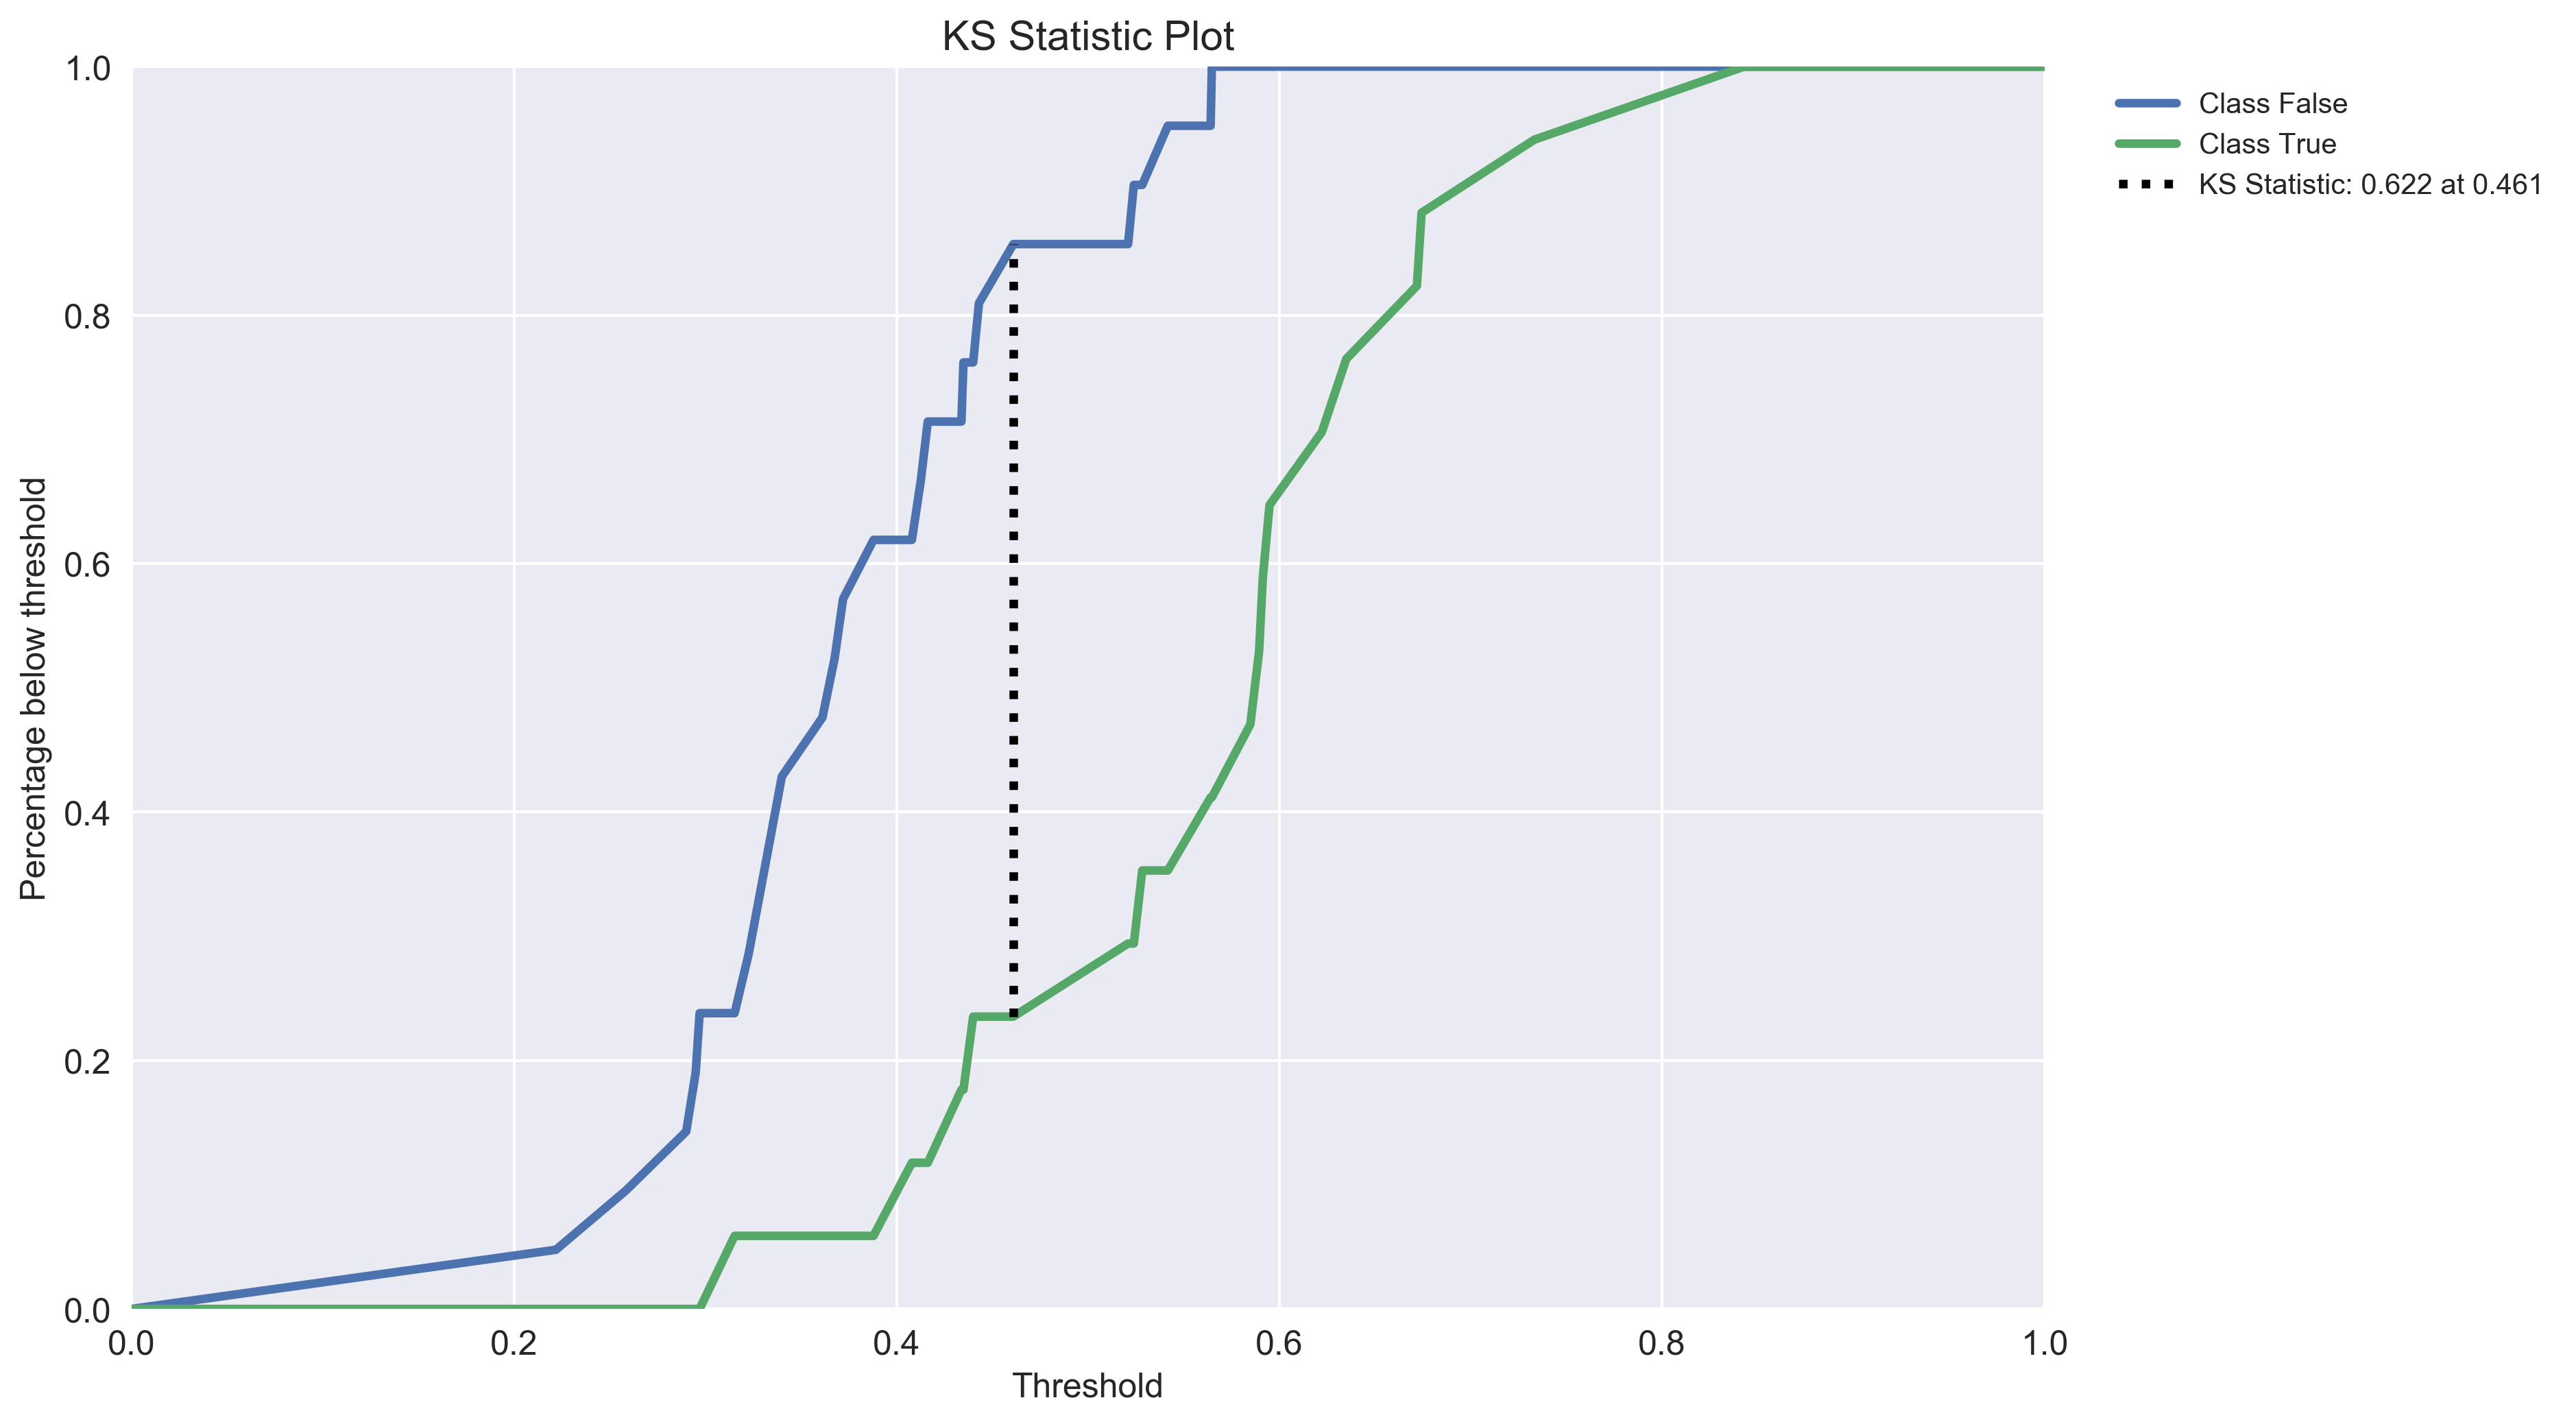 KS Statistic Plot
1.0
0.8
0.6
0.4
0.2
0.0
Percentage below threshold
0.0 0.2 0.4 0.6 0.8 1.0
Threshold
Class False
Class True
KS Statistic: 0.622 at 0.461